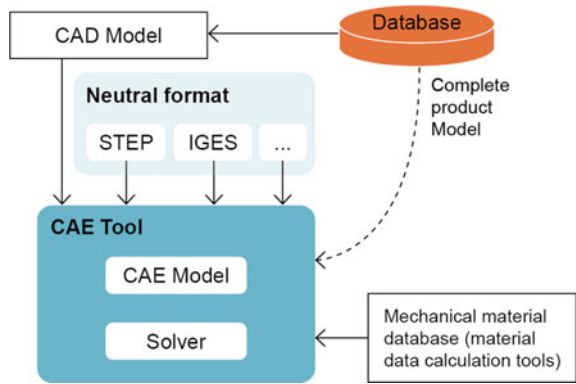 Database
CAD Model
Complete
product
Model
Neutral format
STEP
IGES
...
CAE Tool
CAE Model
Solver
Mechanical material
database (material
data calculation tools)